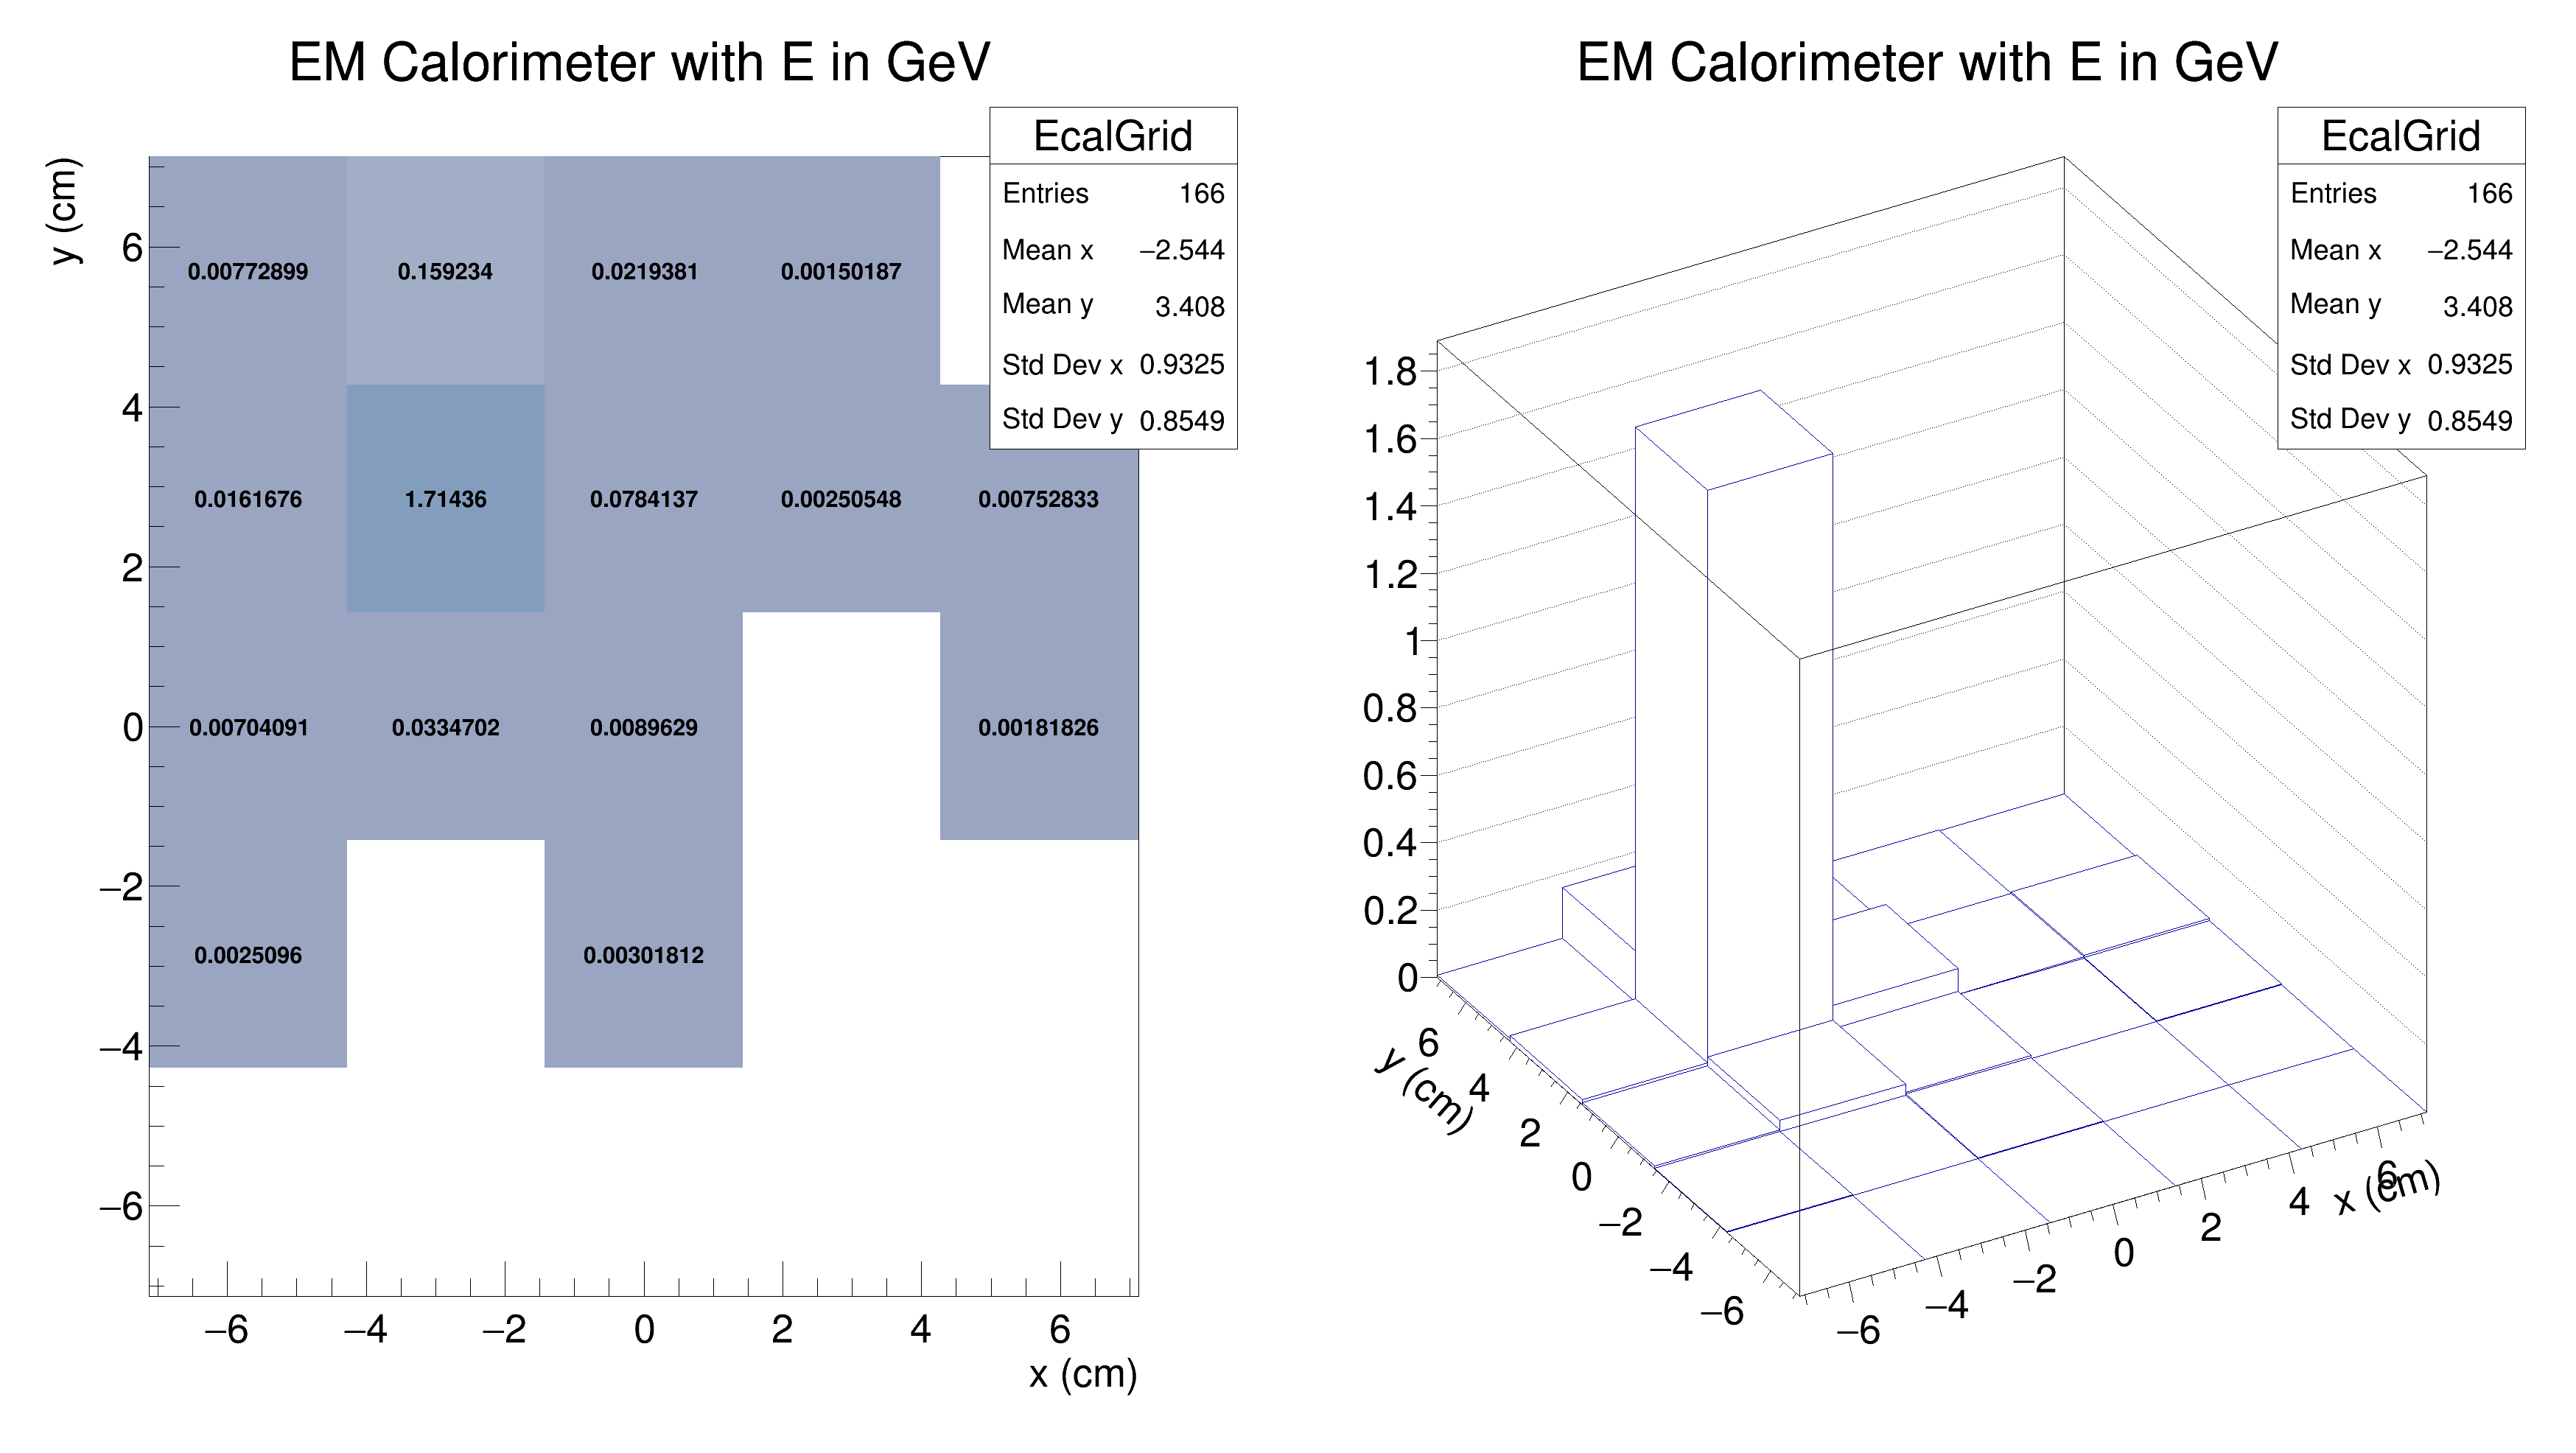 EM Calorimeter with E in GeV
EcalGrid
Entries 166
Mean x −2.544
Mean y 3.408
Std Dev x 0.9325
Std Dev y 0.8549
y (cm)
6
4
2
0
−2
−4
−6
0.00772899 0.159234 0.0219381 0.00150187
0.0161676 1.71436 0.0784137 0.00250548 0.00752833
0.00704091 0.0334702 0.0089629 0.00181826
0.0025096 0.00301812
−6 −4 −2 0 2 4 6
x (cm)
EM Calorimeter with E in GeV
EcalGrid
Entries 166
Mean x −2.544
Mean y 3.408
Std Dev x 0.9325
Std Dev y 0.8549
1.8
1.6
1.4
1.2
1
0.8
0.6
0.4
0.2
0
y (cm)
6
4
2
0
−2
−4
−6
−6 −4 −2 0 2 4 6
x (cm)